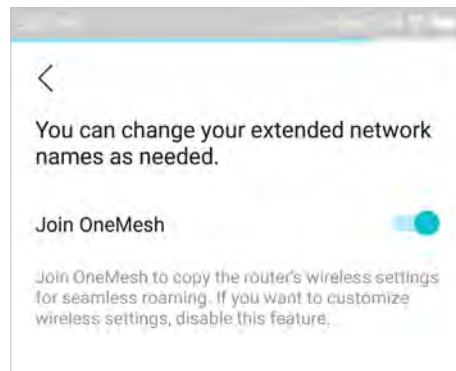 You can change your extended network
names as needed.
Join OneMesh
Join OneMesh to copy the router's wireless settings
for seamless roaming. If you want to customize
wireless settings, disable this feature.